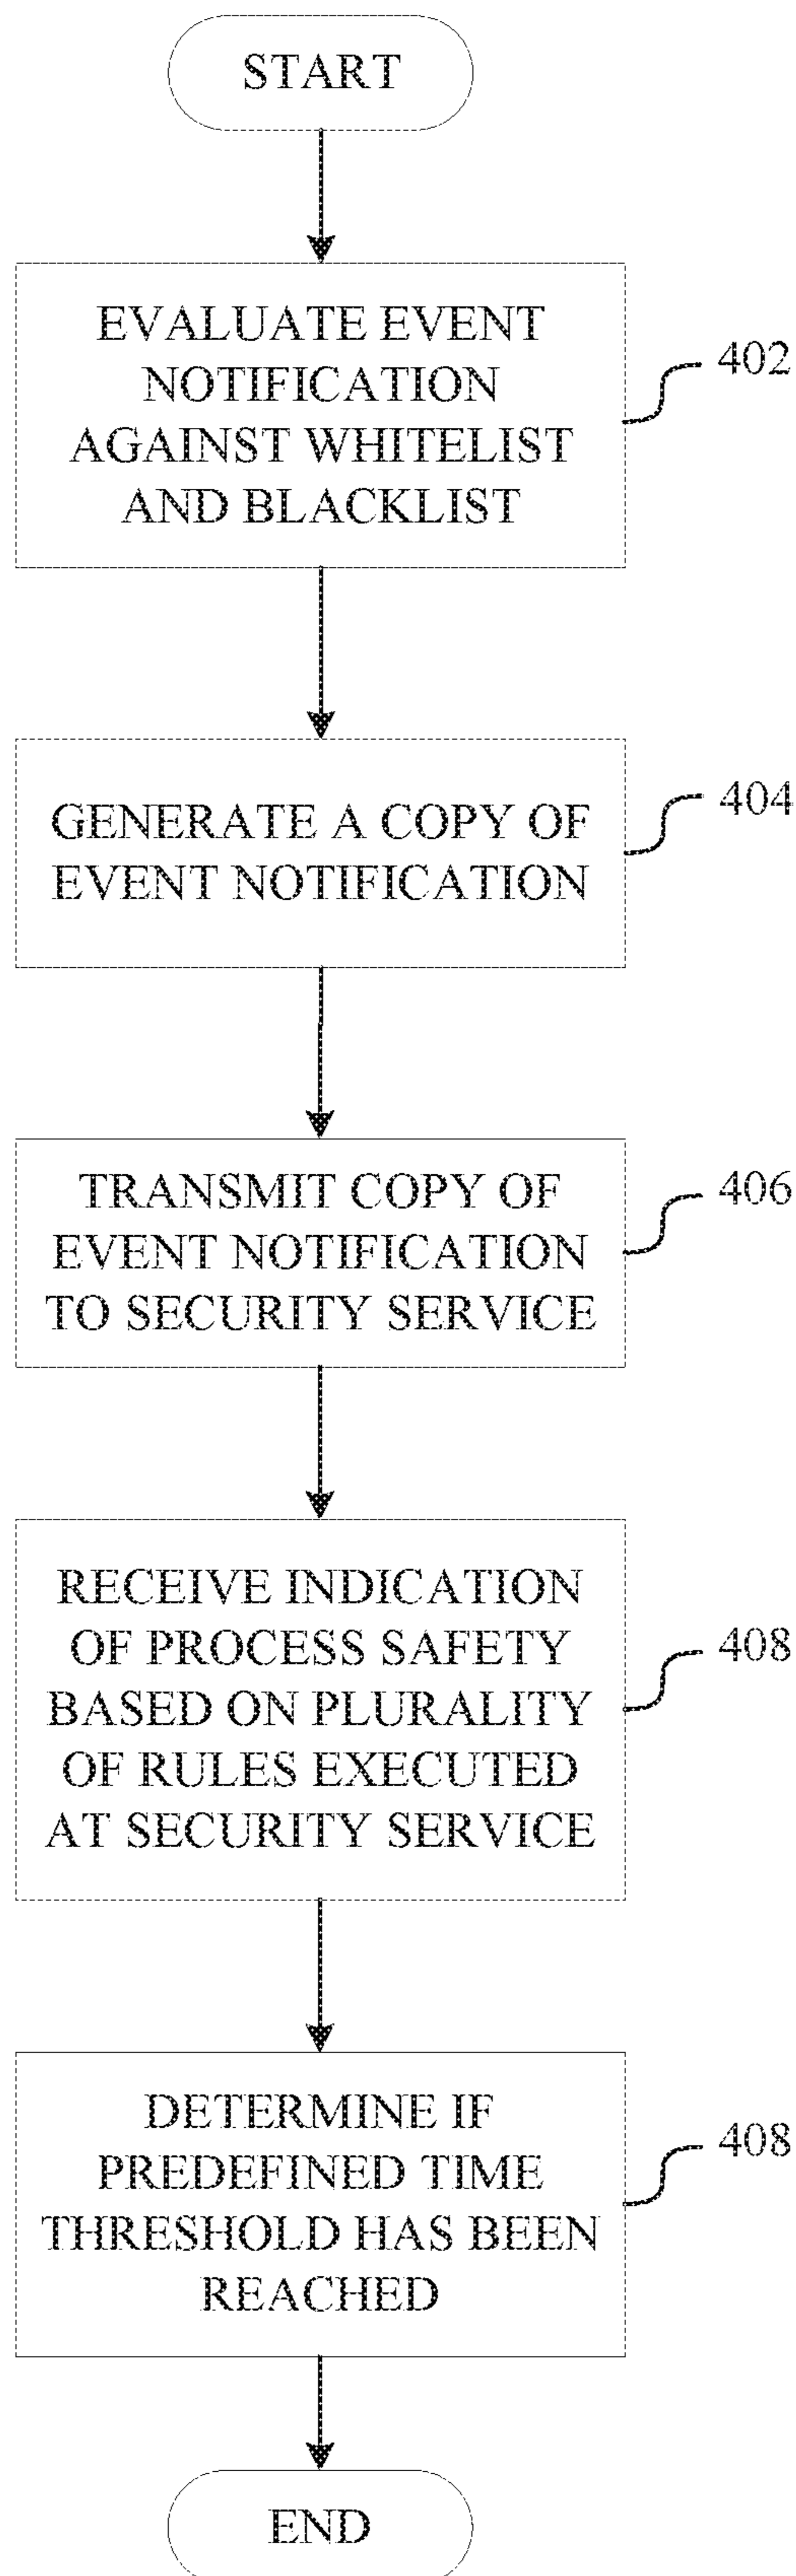 START
EVALUATE EVENT
NOTIFICATION
AGAINST WHITELIST
AND BLACKLIST
402
GENERATE A COPY OF
EVENT NOTIFICATION
404
TRANSMIT COPY OF
EVENT NOTIFICATION
TO SECURITY SERVICE
406
RECEIVE INDICATION
OF PROCESS SAFETY
BASED ON PLURALITY
OF RULES EXECUTED
AT SECURITY SERVICE
408
DETERMINE IF
PREDEFINED TIME
THRESHOLD HAS BEEN
REACHED
408
END